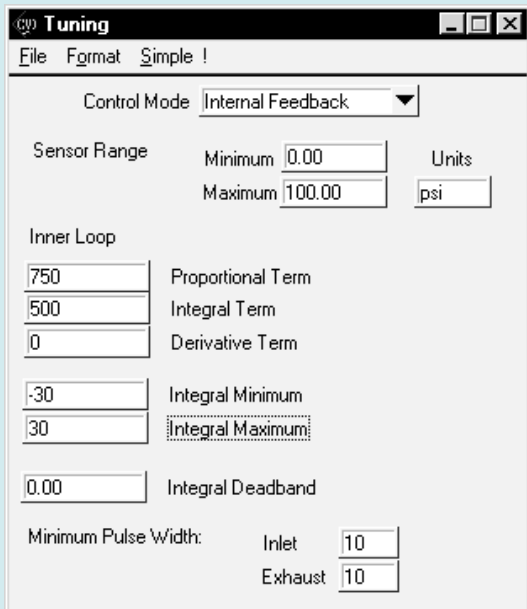 CVI Tuning
File Format Simple !
Control Mode Internal Feedback
Sensor Range Minimum 0.00 Units
Maximum 100.00 psi
Inner Loop
750 Proportional Term
500 Integral Term
0 Derivative Term
-30 Integral Minimum
30 Integral Maximum
0.00 Integral Deadband
Minimum Pulse Width: Inlet 10
Exhaust 10